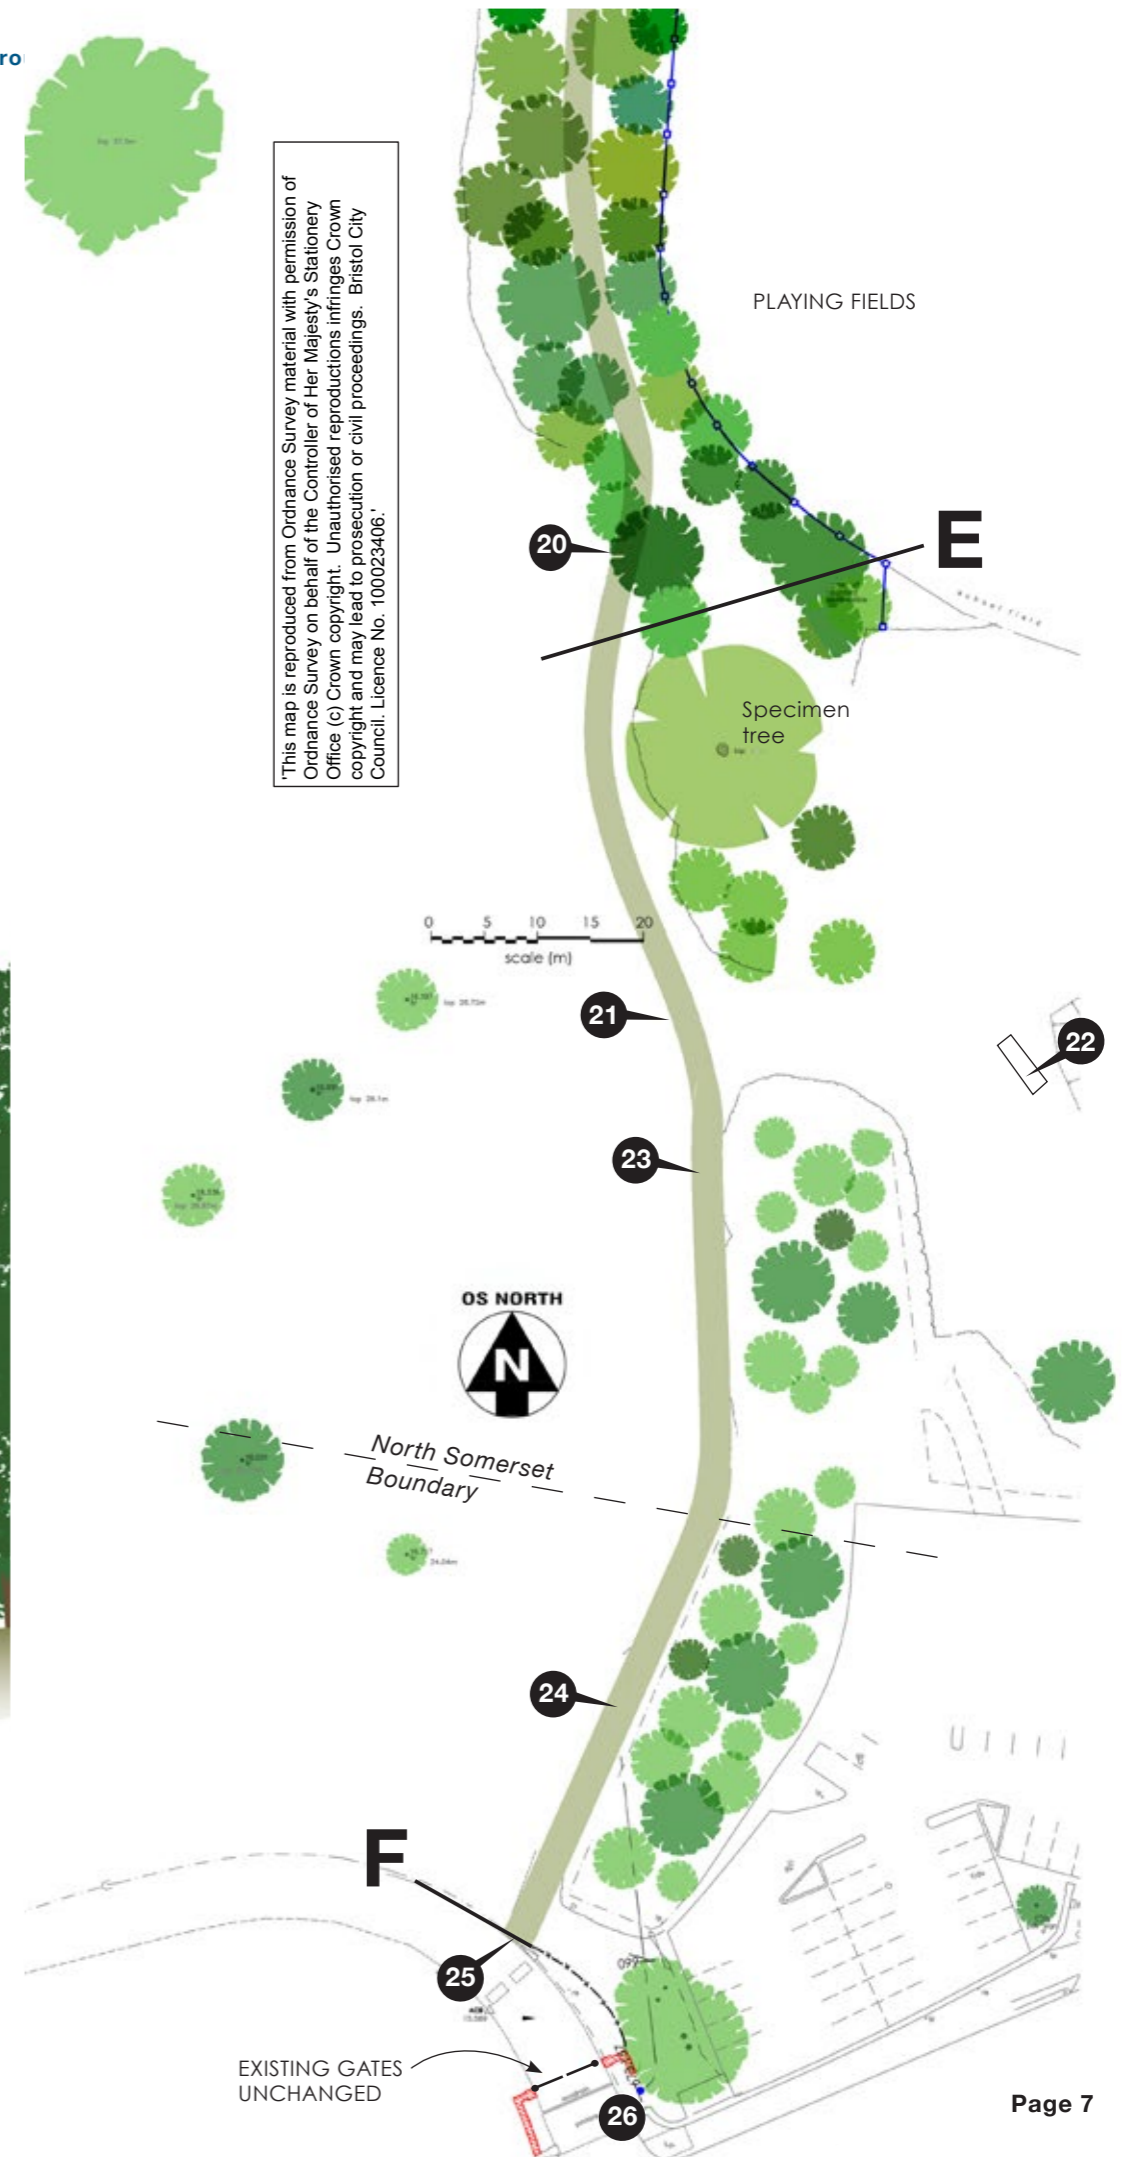 ro
'This map is reproduced from Ordnance Survey material with permission of
Ordnance Survey on behalf of the Controller of Her Majesty's Stationery
Office (c) Crown copyright. Unauthorised reproductions infringes Crown
copyright and may lead to prosecution or civil proceedings. Bristol City
Council. Licence No. 100023406.'
PLAYING FIELDS
20
E
Specimen
tree
0 5 10 15 20
scale (m)
21
22
23
OS NORTH
N
North Somerset
Boundary
24
F
25
EXISTING GATES
UNCHANGED
26
Page 7